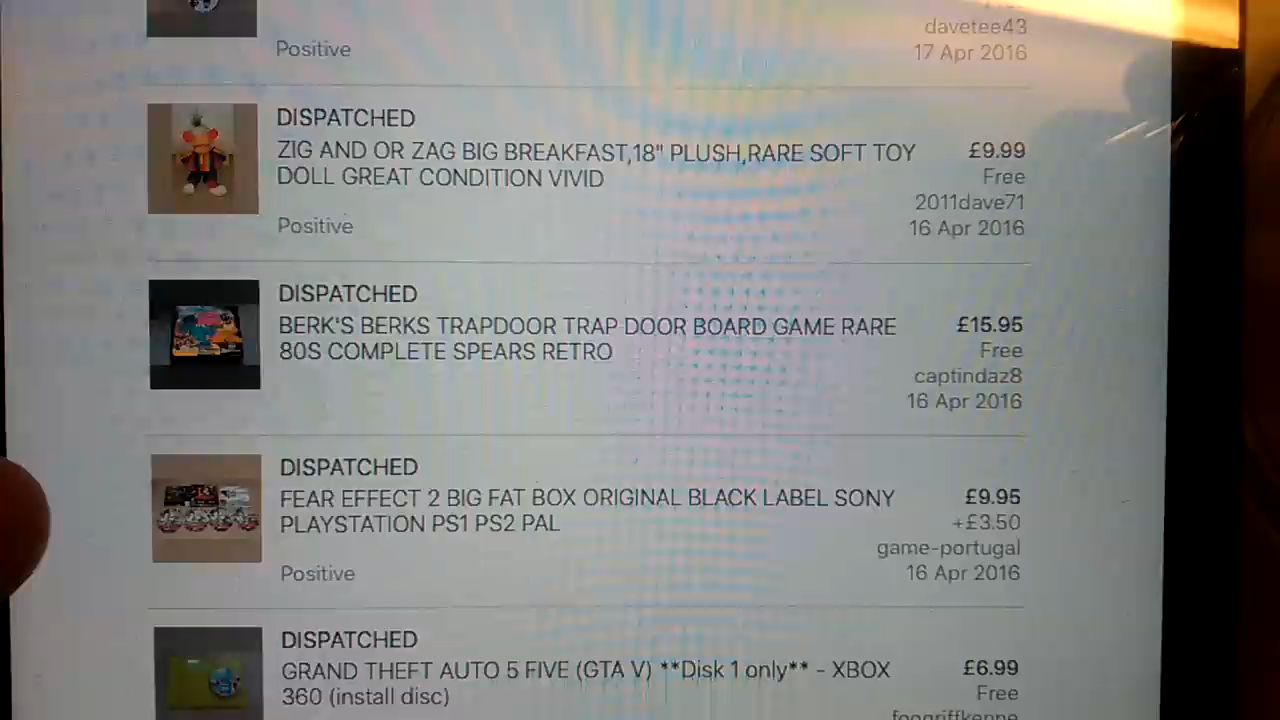 davetee43
Positive
17 Apr 2016
DISPATCHED
ZIG AND OR ZAG BIG BREAKFAST,18" PLUSH,RARE SOFT TOY
£9.99
DOLL GREAT CONDITION VIVID
Free
2011dave71
Positive
16 Apr 2016
DISPATCHED
BERK'S BERKS TRAPDOOR TRAP DOOR BOARD GAME RARE
£15.95
80S COMPLETE SPEARS RETRO
Free
captindaz8
16 Apr 2016
DISPATCHED
FEAR EFFECT 2 BIG FAT BOX ORIGINAL BLACK LABEL SONY
£9.95
PLAYSTATION PS1 PS2 PAL
+£3.50
game-portugal
Positive
16 Apr 2016
DISPATCHED
GRAND THEFT AUTO 5 FIVE (GTA V) **Disk 1 only** - XBOX
£6.99
360 (install disc)
Free